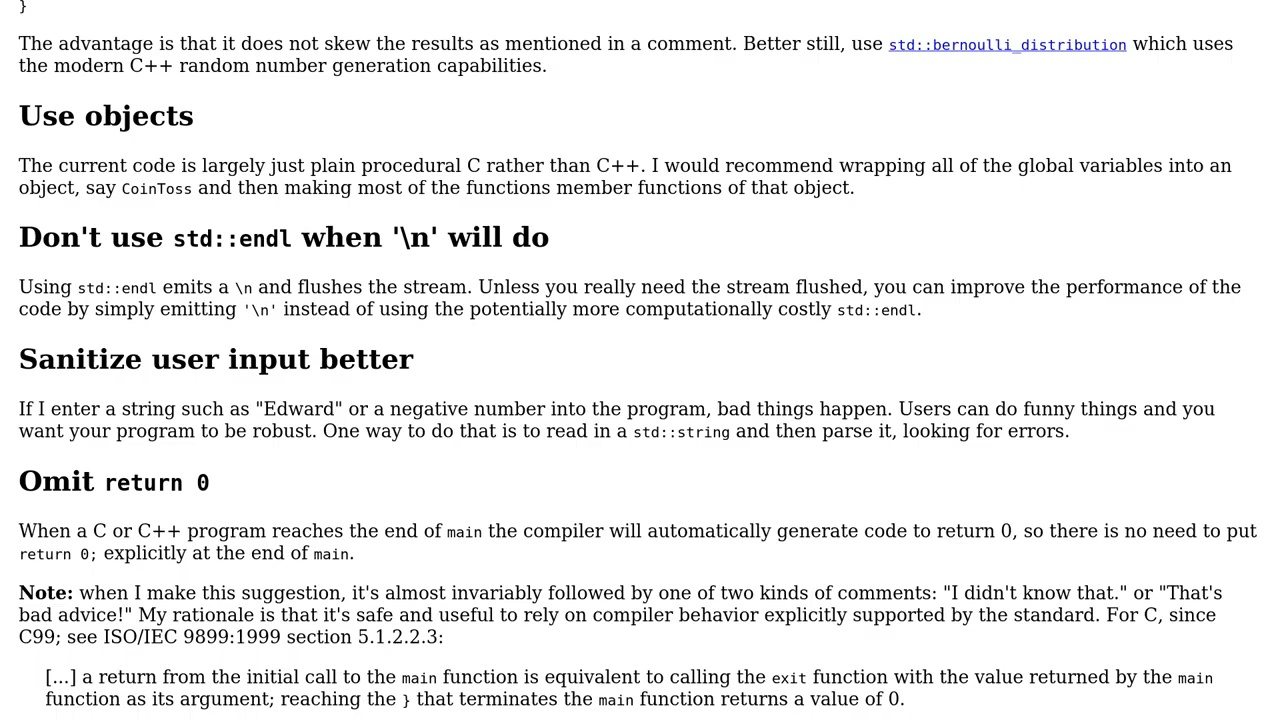 }
The advantage is that it does not skew the results as mentioned in a comment. Better still, use std::bernoulli_distribution which uses
the modern C++ random number generation capabilities.
Use objects
The current code is largely just plain procedural C rather than C++. I would recommend wrapping all of the global variables into an
object, say CoinToss and then making most of the functions member functions of that object.
Don't use std::endl when '\n' will do
Using std::endl emits a \n and flushes the stream. Unless you really need the stream flushed, you can improve the performance of the
code by simply emitting '\n' instead of using the potentially more computationally costly std::endl.
Sanitize user input better
If I enter a string such as "Edward" or a negative number into the program, bad things happen. Users can do funny things and you
want your program to be robust. One way to do that is to read in a std::string and then parse it, looking for errors.
Omit return 0
When a C or C++ program reaches the end of main the compiler will automatically generate code to return 0, so there is no need to put
return 0; explicitly at the end of main.
Note: when I make this suggestion, it's almost invariably followed by one of two kinds of comments: "I didn't know that." or "That's
bad advice!" My rationale is that it's safe and useful to rely on compiler behavior explicitly supported by the standard. For C, since
C99; see ISO/IEC 9899:1999 section 5.1.2.2.3:
[...] a return from the initial call to the main function is equivalent to calling the exit function with the value returned by the main
function as its argument; reaching the } that terminates the main function returns a value of 0.